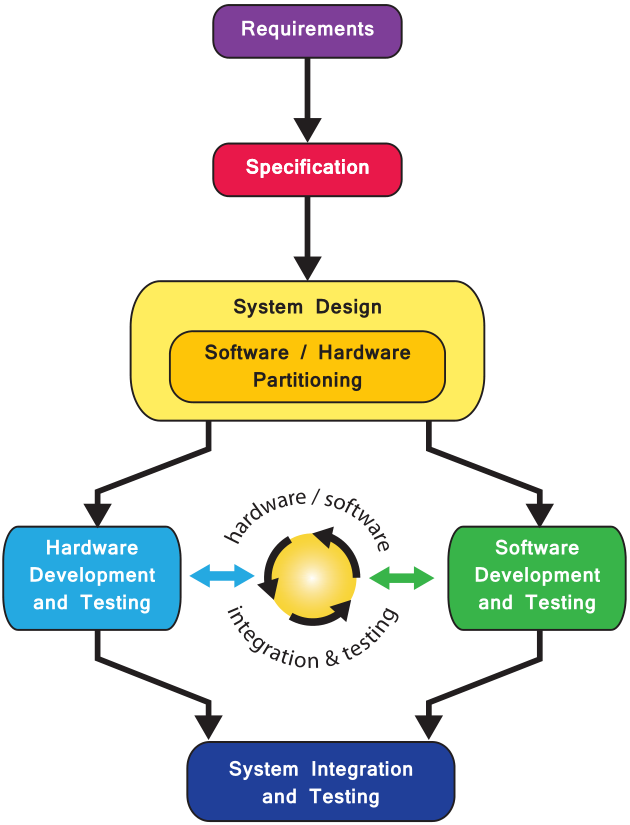 Requirements
Specification
System Design
Software / Hardware
Partitioning
hardware / software
Hardware
Development
and Testing
Software
Development
and Testing
integration & testing
System Integration
and Testing